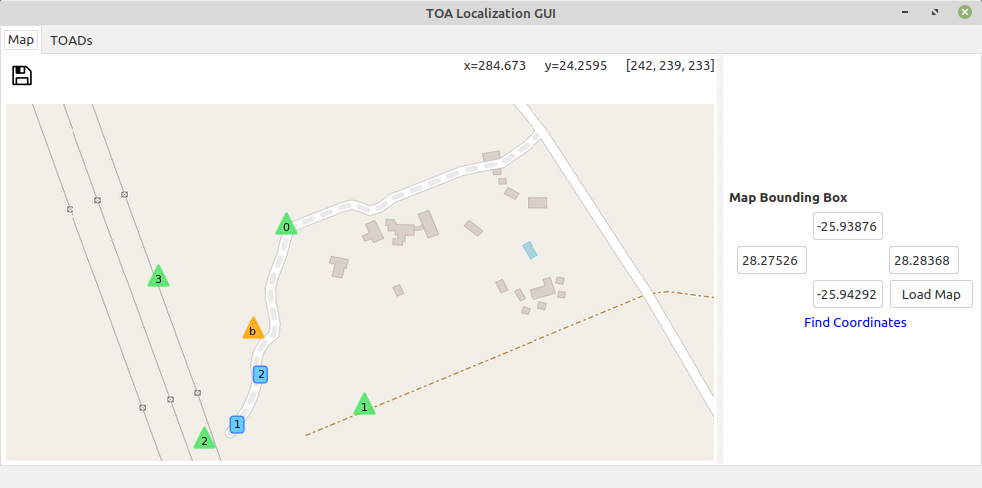 TOA Localization GUI
Map TOADs
x=284.673 y=24.2595 [242, 239, 233]
Map Bounding Box
-25.93876
28.27526 28.28368
-25.94292 Load Map
Find Coordinates
0
3
b
2
1
1
2